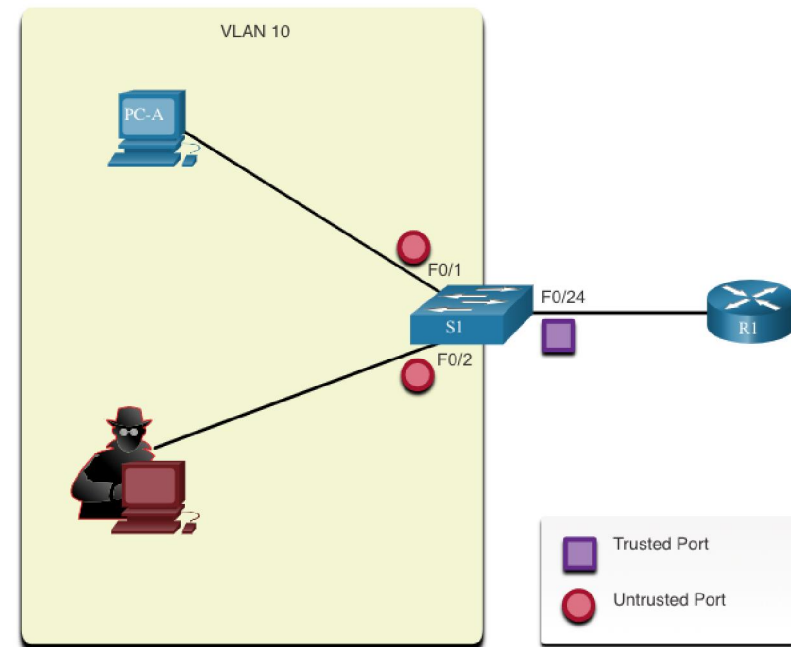 VLAN 10
PC-A
F0/1
F0/24
S1
R1
F0/2
Trusted Port
Untrusted Port